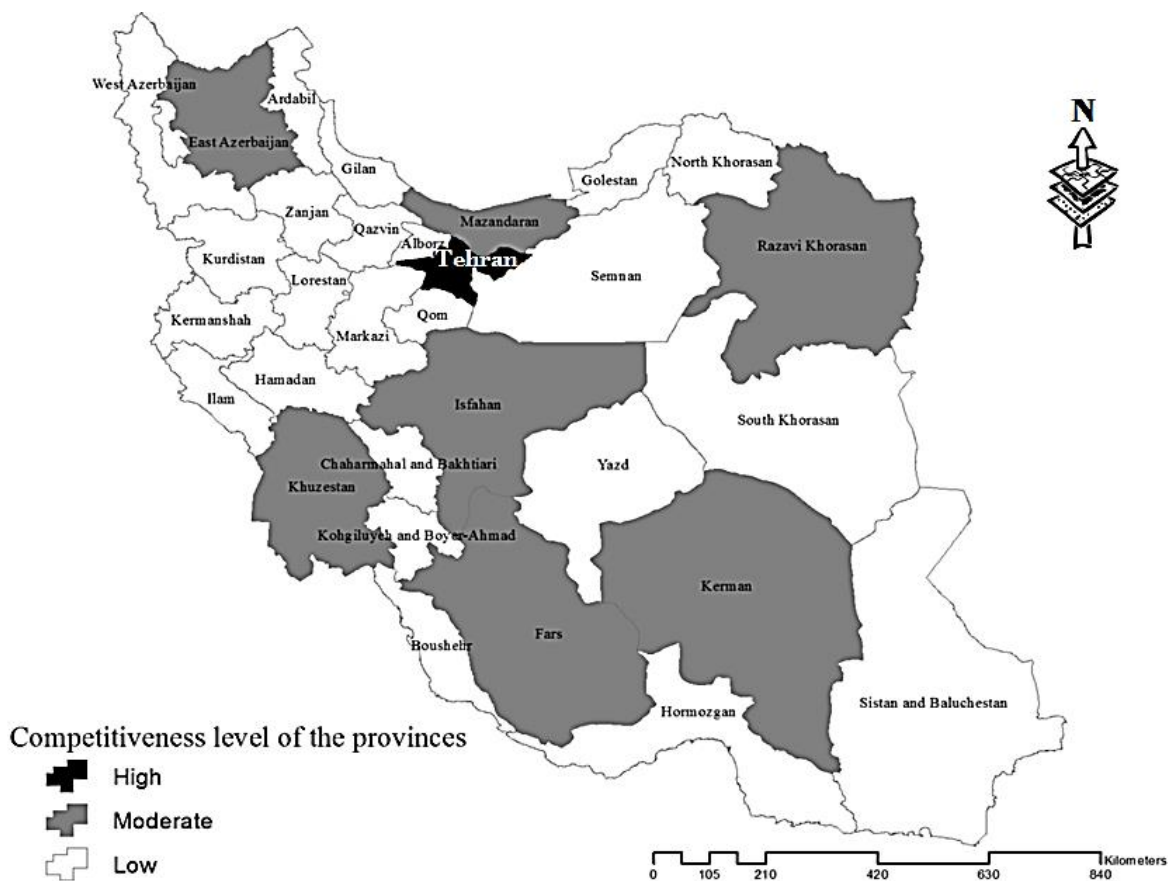 N
West Azerbaijan
Ardabil
East Azerbaijan
Gilan
North Khorasan
Golestan
Zanjan
Mazandaran
Qazvin
Alborz
Razavi Khorasan
Tehran
Kurdistan
Lorestan
Semnan
Kermanshah
Qom
Markazi
Hamadan
Ilam
Isfahan
South Khorasan
Chaharmahal and Bakhtiari
Yazd
Khuzestan
Kohgiluyeh and Boyer-Ahmad
Kerman
Fars
Boushehr
Sistan and Baluchestan
Hormozgan
Competitiveness level of the provinces
High
Moderate
Low
Kilometers
0 105 210 420 630 840